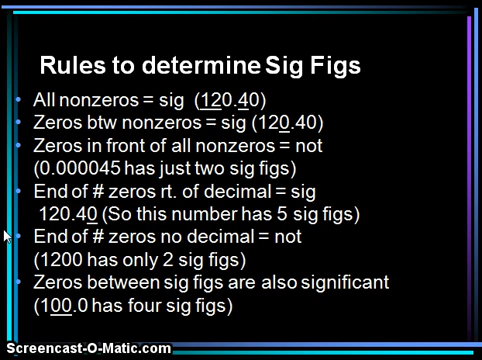 Rules to determine Sig Figs
All nonzeros = sig (120.40)
Zeros btw nonzeros = sig (120.40)
Zeros in front of all nonzeros = not
(0.000045 has just two sig figs)
End of # zeros rt. of decimal = sig
120.40 (So this number has 5 sig figs)
End of # zeros no decimal = not
(1200 has only 2 sig figs)
Zeros between sig figs are also significant
(100.0 has four sig figs)
Screencast-O-Matic.com